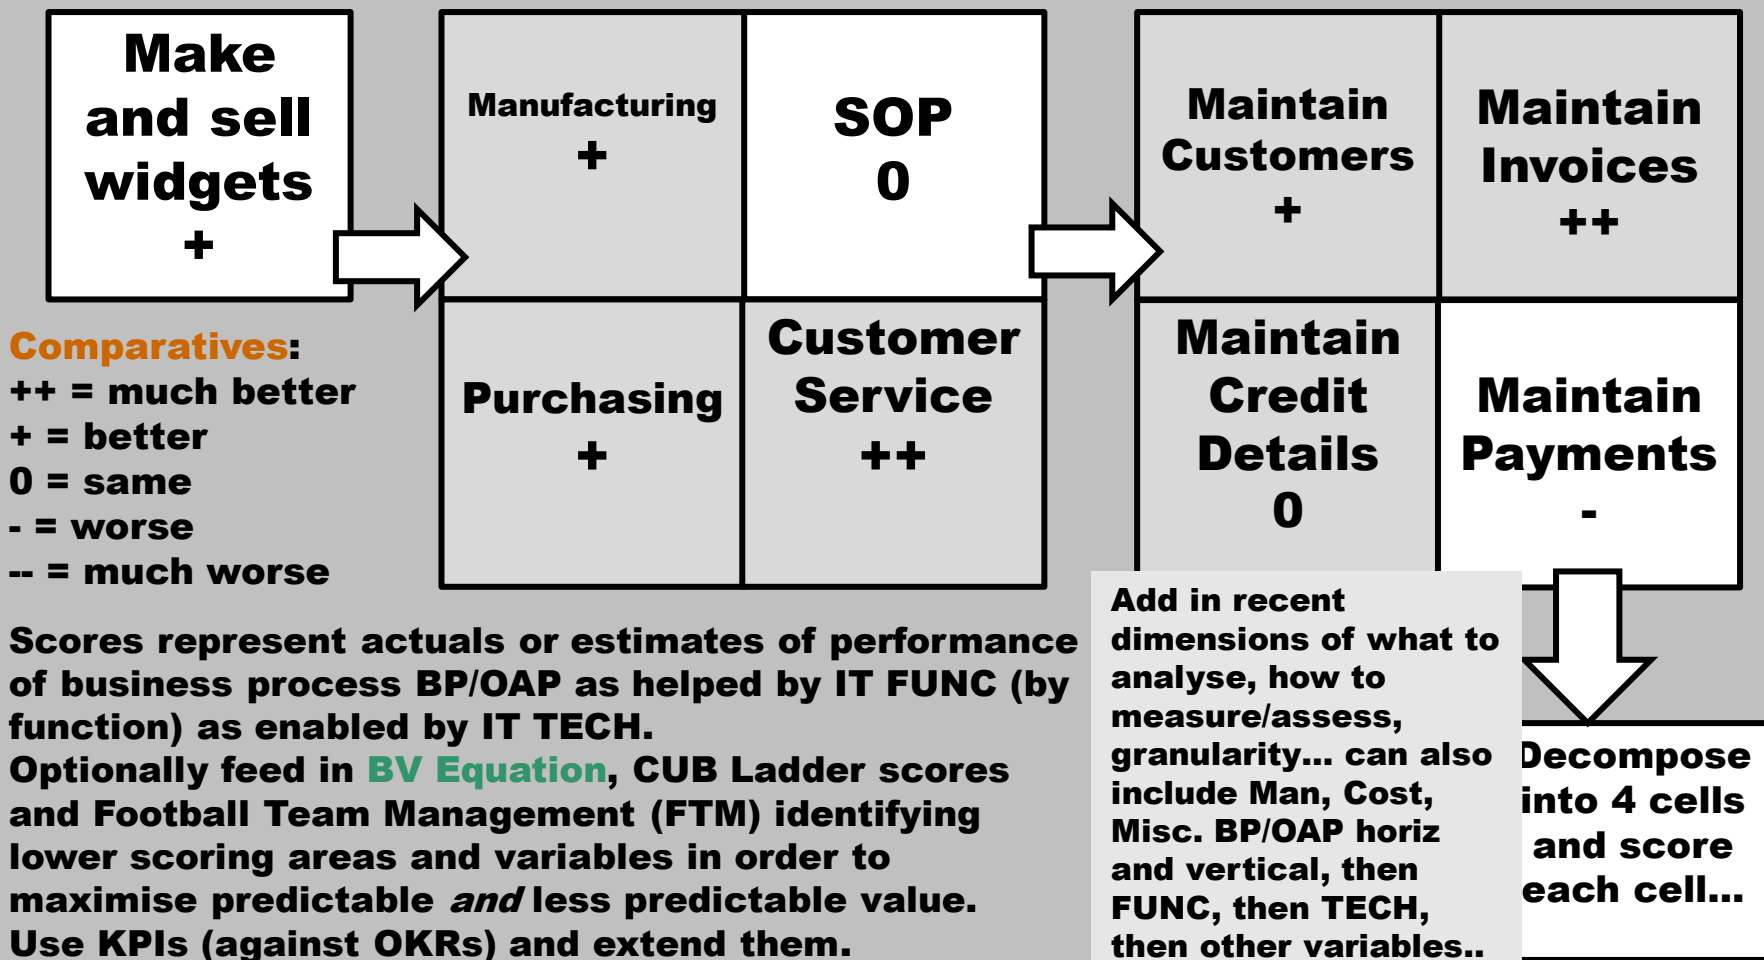 Make
and sell
widgets
+
Manufacturing
+
SOP
0
Purchasing
+
Customer
Service
++
Maintain
Customers
+
Maintain
Invoices
++
Maintain
Credit
Details
0
Maintain
Payments
-
Comparatives:
++ = much better
+ = better
0 = same
- = worse
-- = much worse
Scores represent actuals or estimates of performance
of business process BP/OAP as helped by IT FUNC (by
function) as enabled by IT TECH.
Optionally feed in BV Equation, CUB Ladder scores
and Football Team Management (FTM) identifying
lower scoring areas and variables in order to
maximise predictable and less predictable value.
Use KPIs (against OKRs) and extend them.
Add in recent
dimensions of what to
analyse, how to
measure/assess,
granularity... can also
include Man, Cost,
Misc. BP/OAP horiz
and vertical, then
FUNC, then TECH,
then other variables..
Decompose
into 4 cells
and score
each cell...